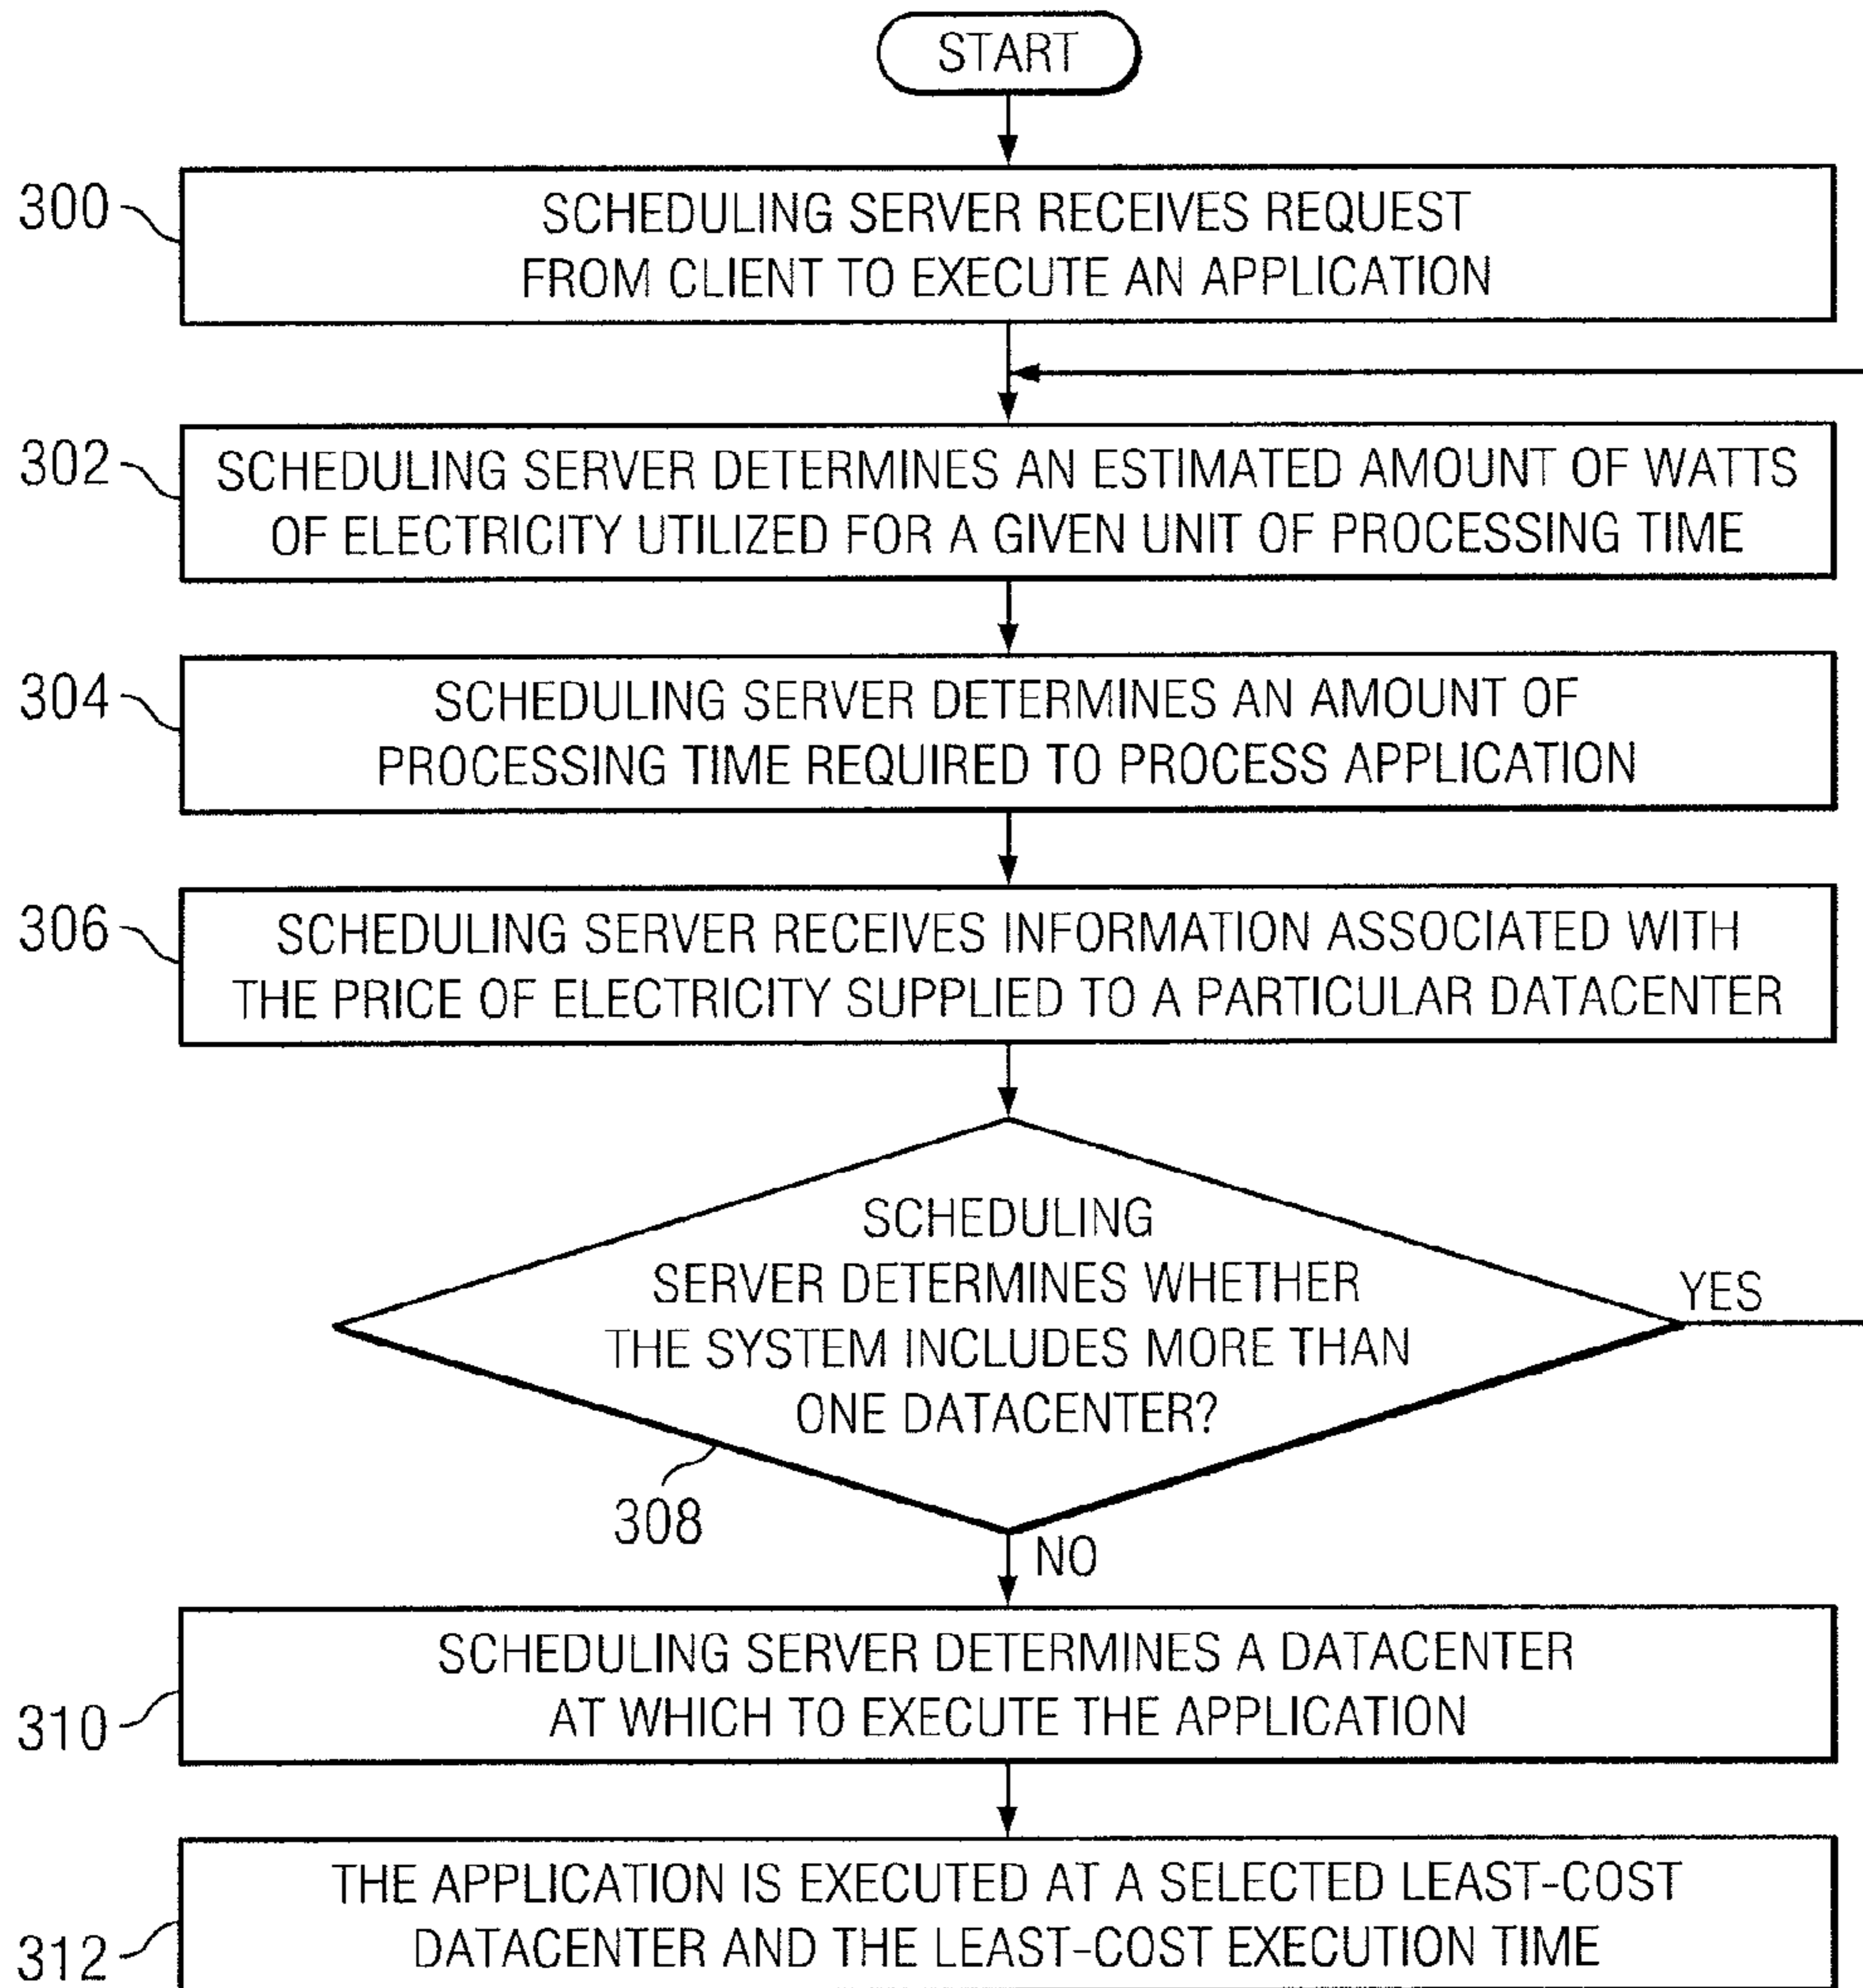 START
300
SCHEDULING SERVER RECEIVES REQUEST
FROM CLIENT TO EXECUTE AN APPLICATION
302
SCHEDULING SERVER DETERMINES AN ESTIMATED AMOUNT OF WATTS
OF ELECTRICITY UTILIZED FOR A GIVEN UNIT OF PROCESSING TIME
304
SCHEDULING SERVER DETERMINES AN AMOUNT OF
PROCESSING TIME REQUIRED TO PROCESS APPLICATION
306
SCHEDULING SERVER RECEIVES INFORMATION ASSOCIATED WITH
THE PRICE OF ELECTRICITY SUPPLIED TO A PARTICULAR DATACENTER
SCHEDULING
SERVER DETERMINES WHETHER
THE SYSTEM INCLUDES MORE THAN
ONE DATACENTER?
YES
308
NO
310
SCHEDULING SERVER DETERMINES A DATACENTER
AT WHICH TO EXECUTE THE APPLICATION
312
THE APPLICATION IS EXECUTED AT A SELECTED LEAST-COST
DATACENTER AND THE LEAST-COST EXECUTION TIME